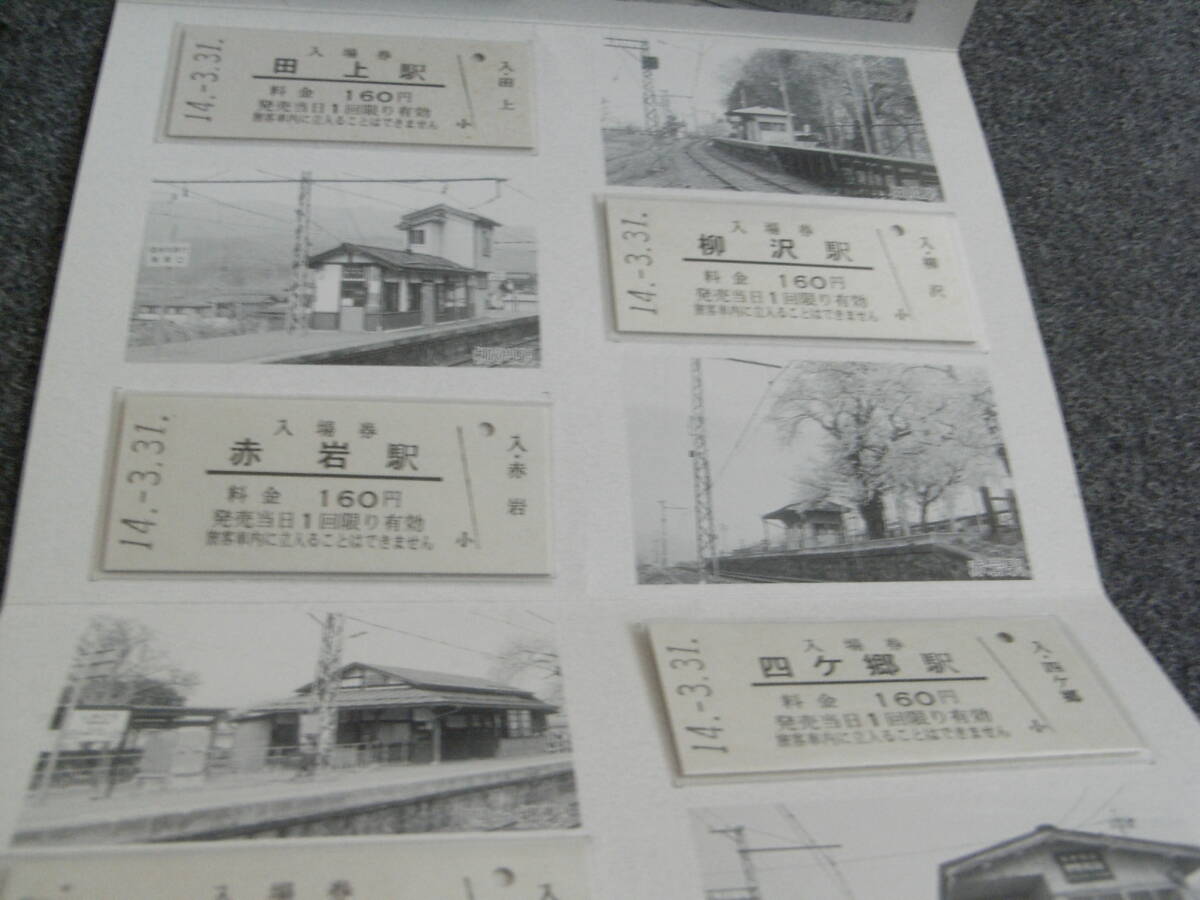 入場券
田上駅
料金 160円
発売当日1回限り有効
旅客車内に立入ることはできません
14.-3.31.
小
入・田上
入場券
柳沢駅
料金 160円
発売当日1回限り有効
旅客車内に立入ることはできません
14.-3.31.
小
入・柳沢
入場券
赤岩駅
料金 160円
発売当日1回限り有効
旅客車内に立入ることはできません
14.-3.31.
小
入・赤岩
入場券
四ケ郷駅
料金 160円
発売当日1回限り有効
旅客車内に立入ることはできません
14.-3.31.
小
入・四ケ郷
入場券
入